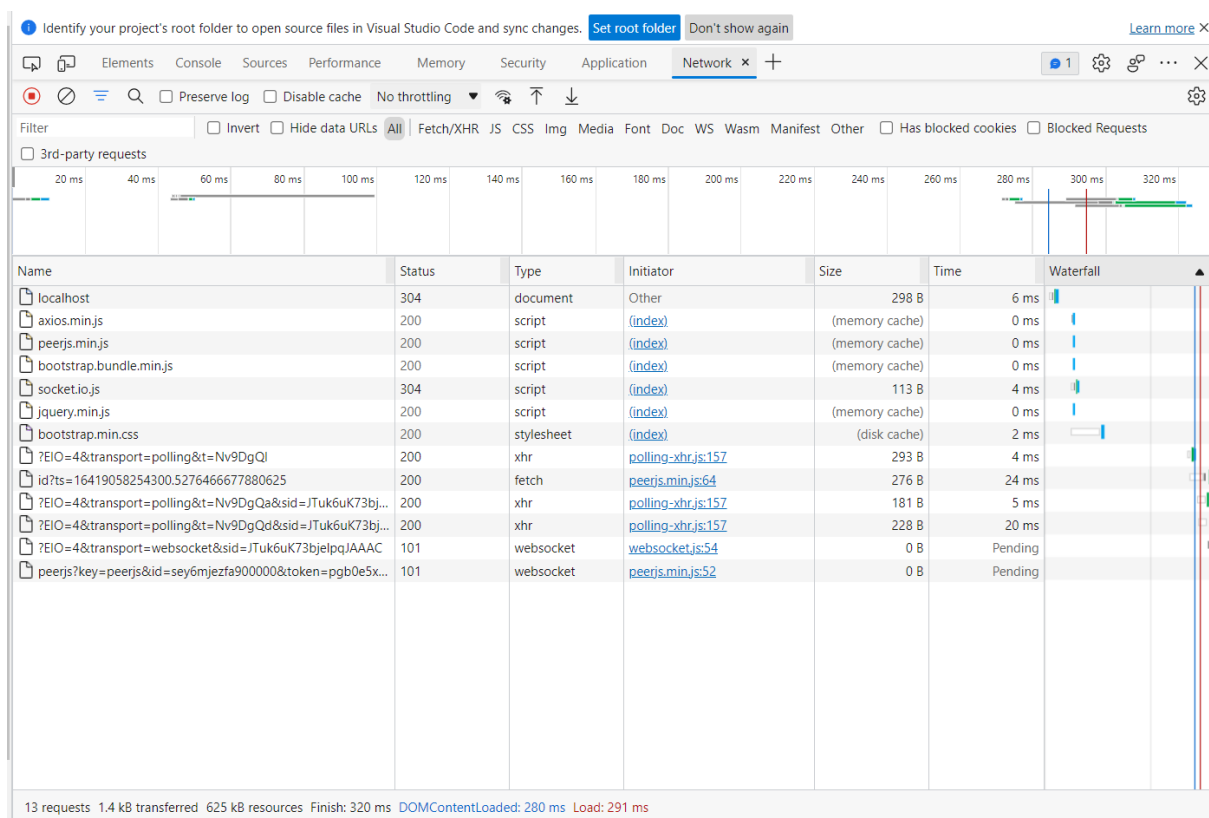 Identify your project's root folder to open source files in Visual Studio Code and sync changes. Set root folder Don't show again Learn more
Elements Console Sources Performance Memory Security Application Network 1
Preserve log Disable cache No throttling
Filter Invert Hide data URLs All Fetch/XHR JS CSS Img Media Font Doc WS Wasm Manifest Other Has blocked cookies Blocked Requests
3rd-party requests
20 ms 40 ms 60 ms 80 ms 100 ms 120 ms 140 ms 160 ms 180 ms 200 ms 220 ms 240 ms 260 ms 280 ms 300 ms 320 ms
Name Status Type Initiator Size Time Waterfall
localhost 304 document Other 298 B 6 ms
axios.min.js 200 script (index) (memory cache) 0 ms
peerjs.min.js 200 script (index) (memory cache) 0 ms
bootstrap.bundle.min.js 200 script (index) (memory cache) 0 ms
socket.io.js 304 script (index) 113 B 4 ms
jquery.min.js 200 script (index) (memory cache) 0 ms
bootstrap.min.css 200 stylesheet (index) (disk cache) 2 ms
?EIO=4&transport=polling&t=Nv9DgQl 200 xhr polling-xhr.js:157 293 B 4 ms
id?ts=16419058254300.5276466677880625 200 fetch peerjs.min.js:64 276 B 24 ms
?EIO=4&transport=polling&t=Nv9DgQa&sid=JTuk6uK73bj... 200 xhr polling-xhr.js:157 181 B 5 ms
?EIO=4&transport=polling&t=Nv9DgQd&sid=JTuk6uK73bj... 200 xhr polling-xhr.js:157 228 B 20 ms
?EIO=4&transport=websocket&sid=JTuk6uK73bjelpqJAAAC 101 websocket websocket.js:54 0 B Pending
peerjs?key=peerjs&id=sey6mjezfa900000&token=pgb0e5x... 101 websocket peerjs.min.js:52 0 B Pending
13 requests 1.4 kB transferred 625 kB resources Finish: 320 ms DOMContentLoaded: 280 ms Load: 291 ms